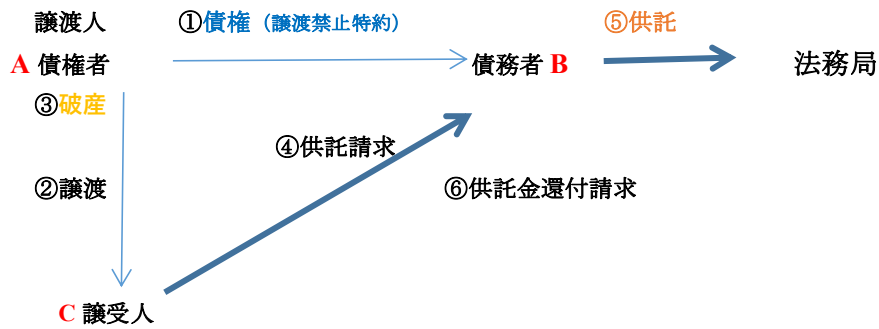 譲渡人 ①債権（譲渡禁止特約） ⑤供託
A 債権者 債務者 B 法務局
③破産
④供託請求
②譲渡 ⑥供託金還付請求
C 譲受人